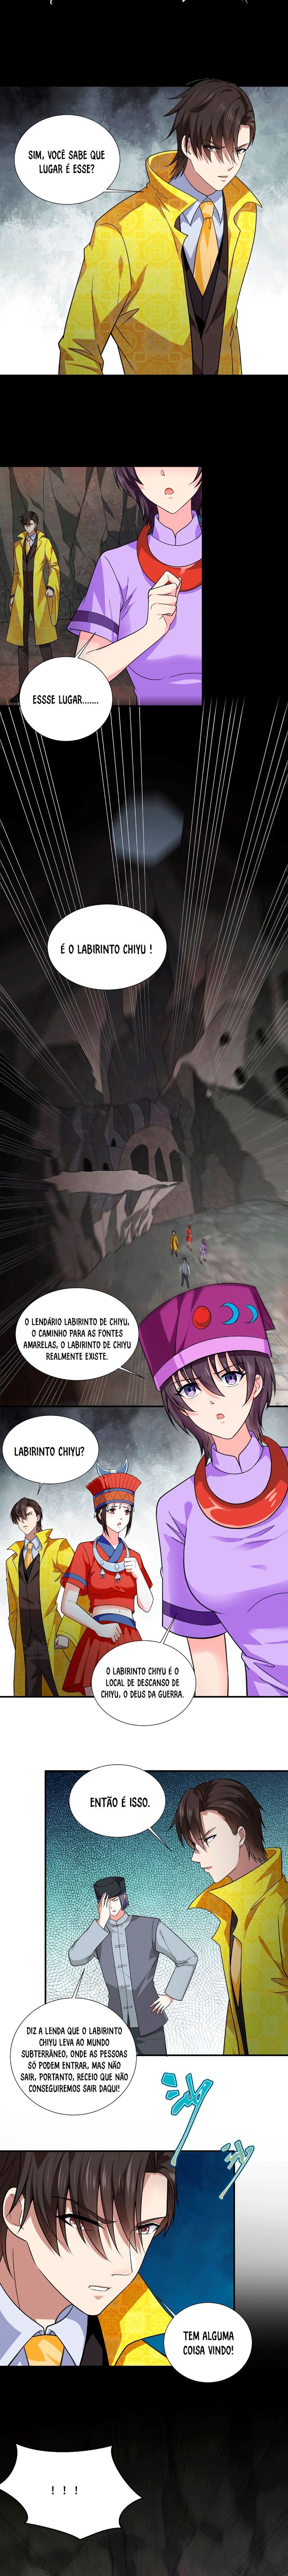 SIM, VOCÊ SABE QUE
LUGAR É ESSE?
ESSSE LUGAR.......
É O LABIRINTO CHIYU !
O LENDÁRIO LABIRINTO DE CHIYU,
O CAMINHO PARA AS FONTES
AMARELAS, O LABIRINTO DE CHIYU
REALMENTE EXISTE.
LABIRINTO CHIYU?
O LABIRINTO CHIYU É O
LOCAL DE DESCANSO DE
CHIYU, O DEUS DA GUERRA.
ENTÃO É ISSO.
DIZ A LENDA QUE O LABIRINTO
CHIYU LEVA AO MUNDO
SUBTERRÂNEO, ONDE AS PESSOAS
SÓ PODEM ENTRAR, MAS NÃO
SAIR, PORTANTO, RECEIO QUE NÃO
CONSEGUIREMOS SAIR DAQUI!
TEM ALGUMA
COISA VINDO!
! ! !